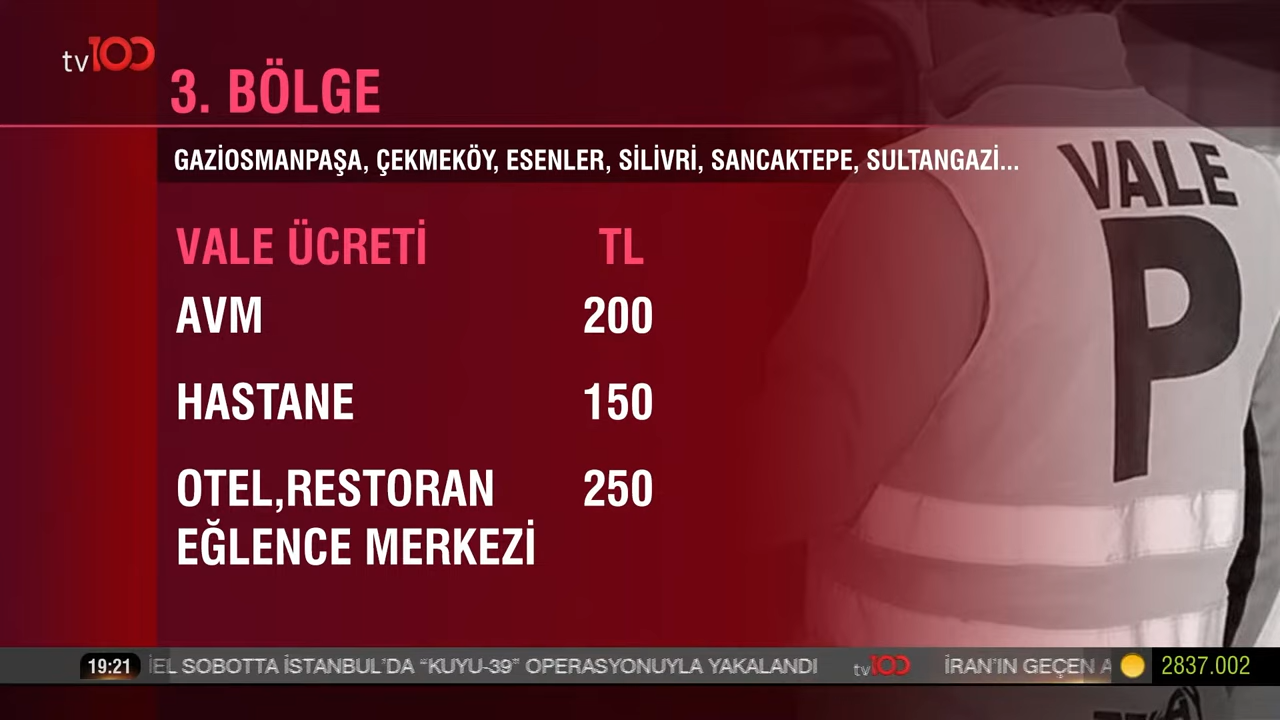 tv100
3. BÖLGE
GAZİOSMANPAŞA, ÇEKMEKÖY, ESENLER, SİLİVRİ, SANCAKTEPE, SULTANGAZİ...
VALE ÜCRETİ TL
AVM 200
HASTANE 150
OTEL,RESTORAN 250
EĞLENCE MERKEZİ
VALE
P
19:21 İEL SOBOTTA İSTANBUL'DA “KUYU-39” OPERASYONUYLA YAKALANDI tv100 İRAN'IN GEÇEN 2837.002